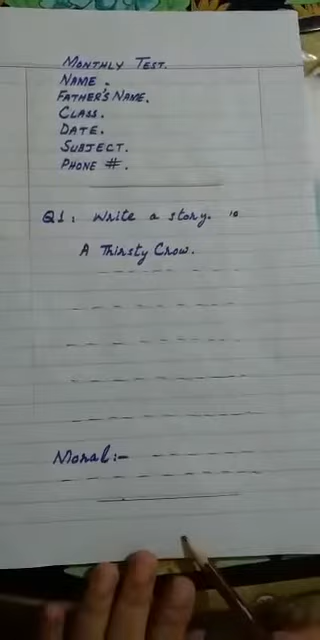 MONTHLY TEST.
NAME.
FATHER'S NAME.
CLASS.
DATE.
SUBJECT.
PHONE #.
Q1: Write a story. 10
A Thirsty Crow.
Moral:-